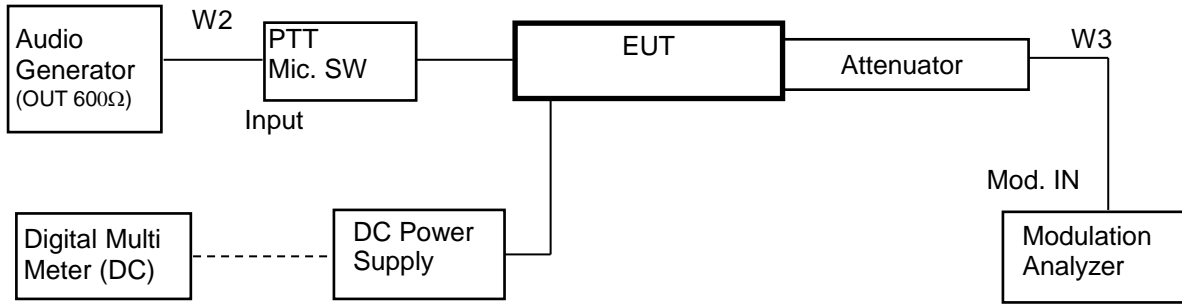 W2
Audio
Generator
(OUT 600Ω)
PTT
Mic. SW
Input
EUT
Attenuator
W3
Mod. IN
Digital Multi
Meter (DC)
DC Power
Supply
Modulation
Analyzer